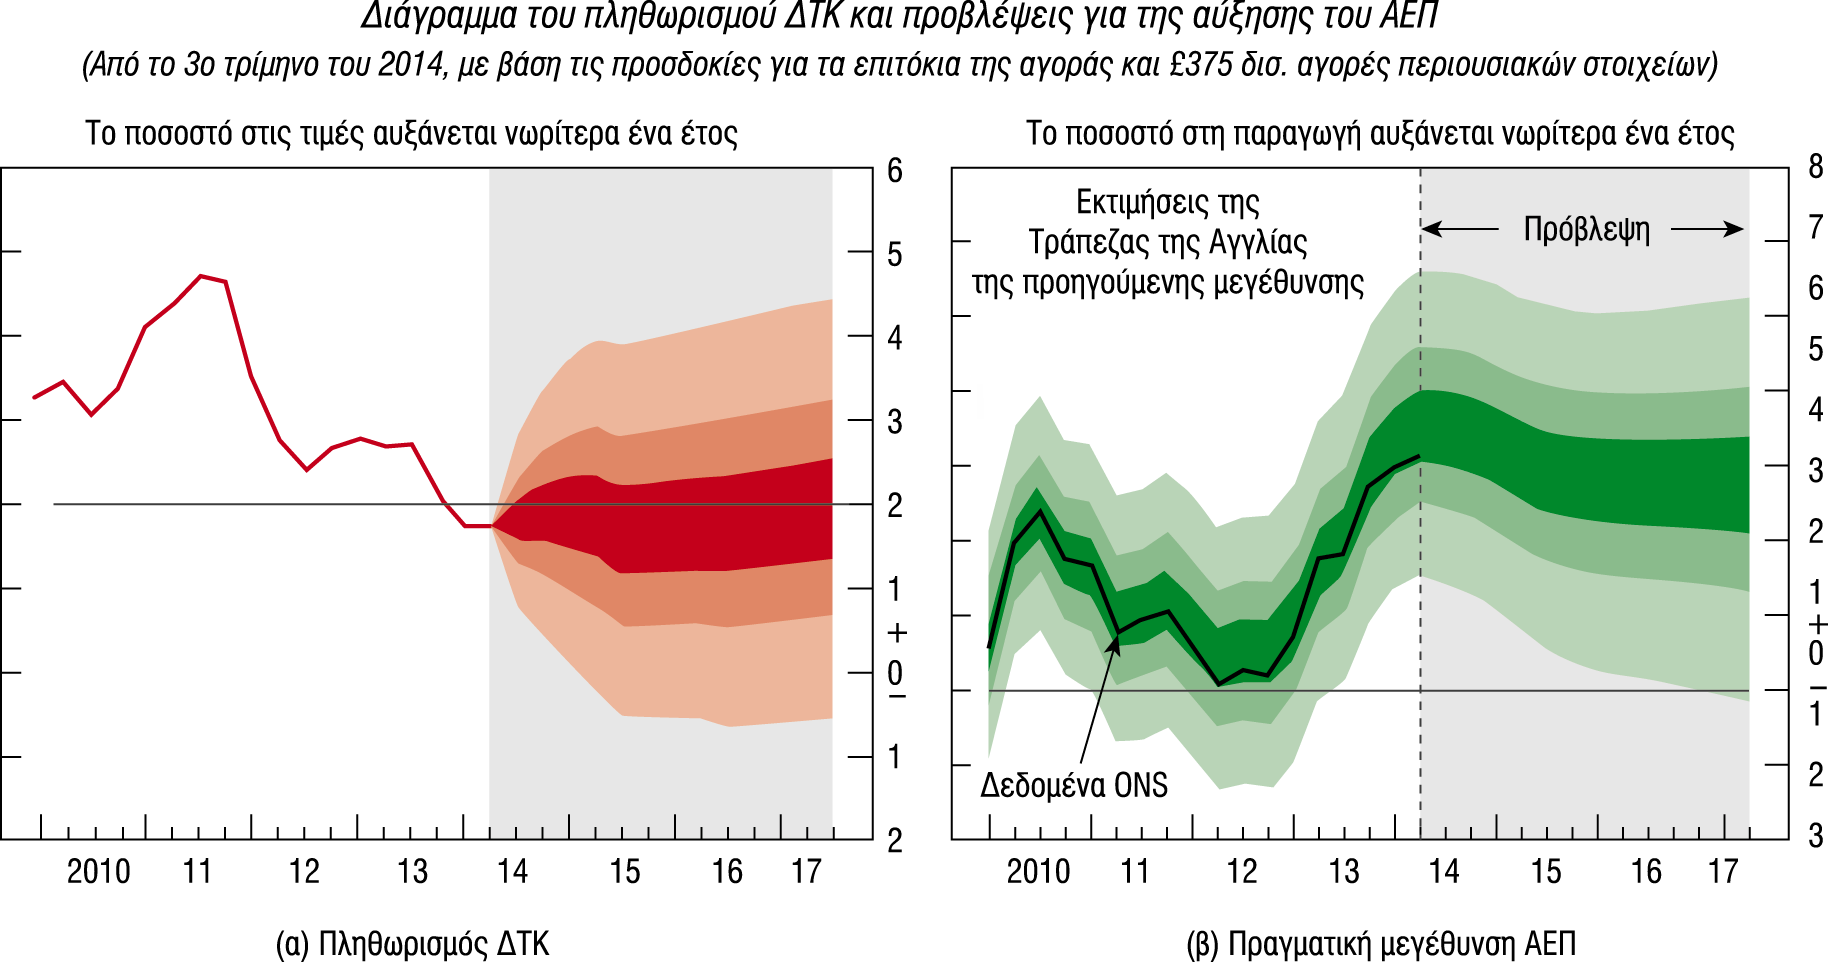 Διάγραμμα του πληθωρισμού ΔΤΚ και προβλέψεις για της αύξησης του ΑΕΠ
(Από το 3ο τρίμηνο του 2014, με βάση τις προσδοκίες για τα επιτόκια της αγοράς και £375 δισ. αγορές περιουσιακών στοιχείων)
Το ποσοστό στις τιμές αυξάνεται νωρίτερα ένα έτος
6
5
4
3
2
1
+
0
−
1
2
2010 11 12 13 14 15 16 17
(α) Πληθωρισμός ΔΤΚ
Το ποσοστό στη παραγωγή αυξάνεται νωρίτερα ένα έτος
Εκτιμήσεις της
Τράπεζας της Αγγλίας
της προηγούμενης μεγέθυνσης
Πρόβλεψη
Δεδομένα ONS
8
7
6
5
4
3
2
1
+
0
−
1
2
3
2010 11 12 13 14 15 16 17
(β) Πραγματική μεγέθυνση ΑΕΠ